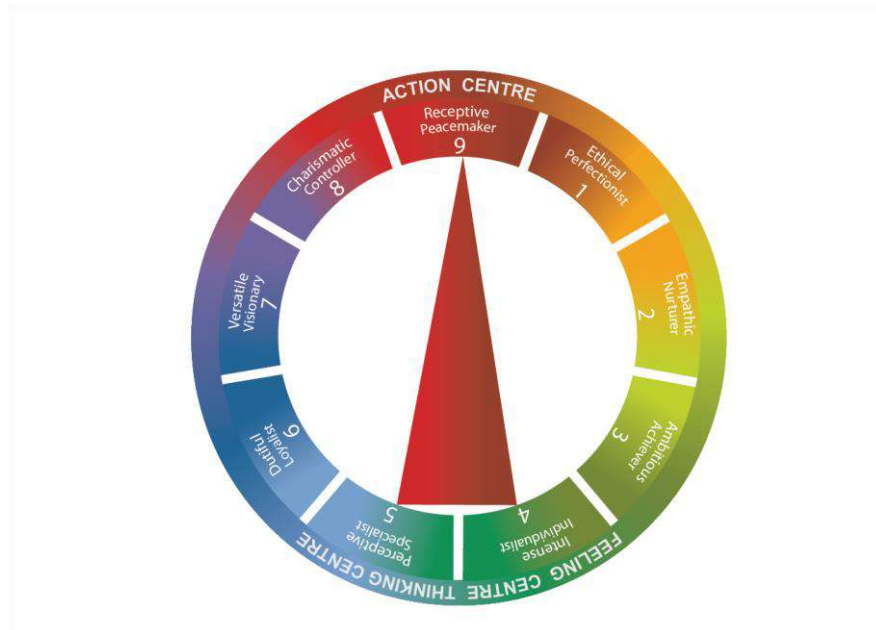 ACTION CENTRE
Receptive
Peacemaker
9
Ethical
Perfectionist
1
Empathic
Nurturer
2
Ambitious
Achiever
3
Intense
Individualist
4
FEELING CENTRE
Perceptive
Specialist
5
THINKING CENTRE
Dutiful
Loyalist
6
Versatile
Visionary
7
Charismatic
Controller
8